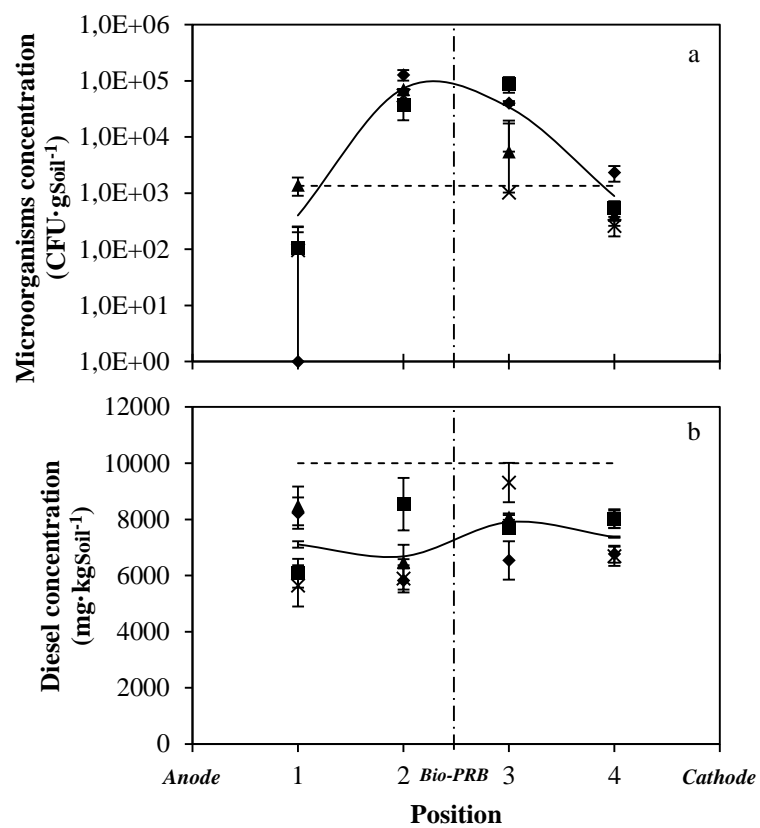 a
Microorganisms concentration
(CFU·gSoil⁻¹)
1,0E+06
1,0E+05
1,0E+04
1,0E+03
1,0E+02
1,0E+01
1,0E+00
b
Diesel concentration
(mg·kgSoil⁻¹)
12000
10000
8000
6000
4000
2000
0
Anode 1 2 Bio-PRB 3 4 Cathode
Position